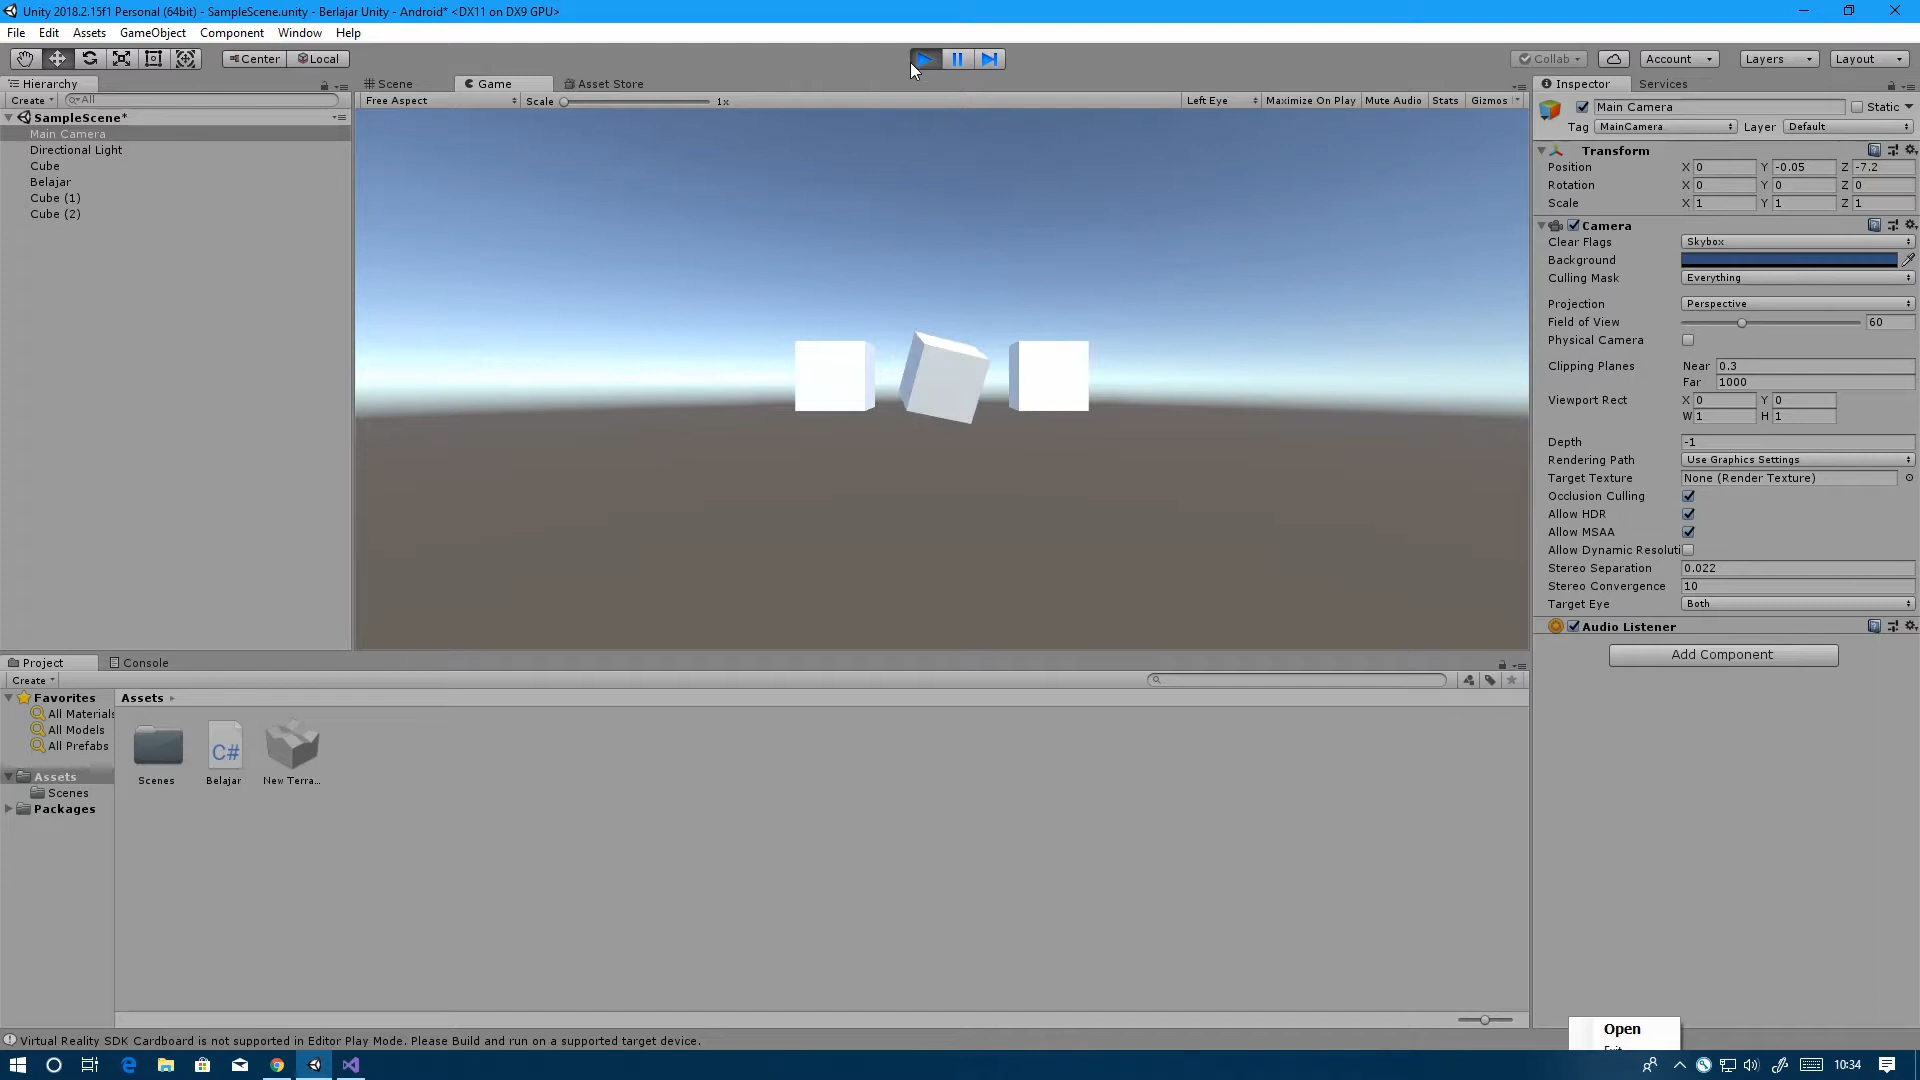 Unity 2018.2.15f1 Personal (64bit) - SampleScene.unity - Berlajar Unity - Android* <DX11 on DX9 GPU>
File Edit Assets GameObject Component Window Help
Center Local Collab Account Layers Layout
Hierarchy
Create All
SampleScene*
Main Camera
Directional Light
Cube
Belajar
Cube (1)
Cube (2)
Scene Game Asset Store
Free Aspect Scale 1x Left Eye Maximize On Play Mute Audio Stats Gizmos
Inspector Services
Main Camera Static
Tag MainCamera Layer Default
Transform
Position X 0 Y -0.05 Z -7.2
Rotation X 0 Y 0 Z 0
Scale X 1 Y 1 Z 1
Camera
Clear Flags Skybox
Background
Culling Mask Everything
Projection Perspective
Field of View 60
Physical Camera
Clipping Planes Near 0.3
Far 1000
Viewport Rect X 0 Y 0
W 1 H 1
Depth -1
Rendering Path Use Graphics Settings
Target Texture None (Render Texture)
Occlusion Culling
Allow HDR
Allow MSAA
Allow Dynamic Resoluti
Stereo Separation 0.022
Stereo Convergence 10
Target Eye Both
Audio Listener
Add Component
Project Console
Create
Favorites
All Materials
All Models
All Prefabs
Assets
Scenes
Packages
Assets
Scenes Belajar New Terra...
C#
Virtual Reality SDK Cardboard is not supported in Editor Play Mode. Please Build and run on a supported target device.
Open
10:34